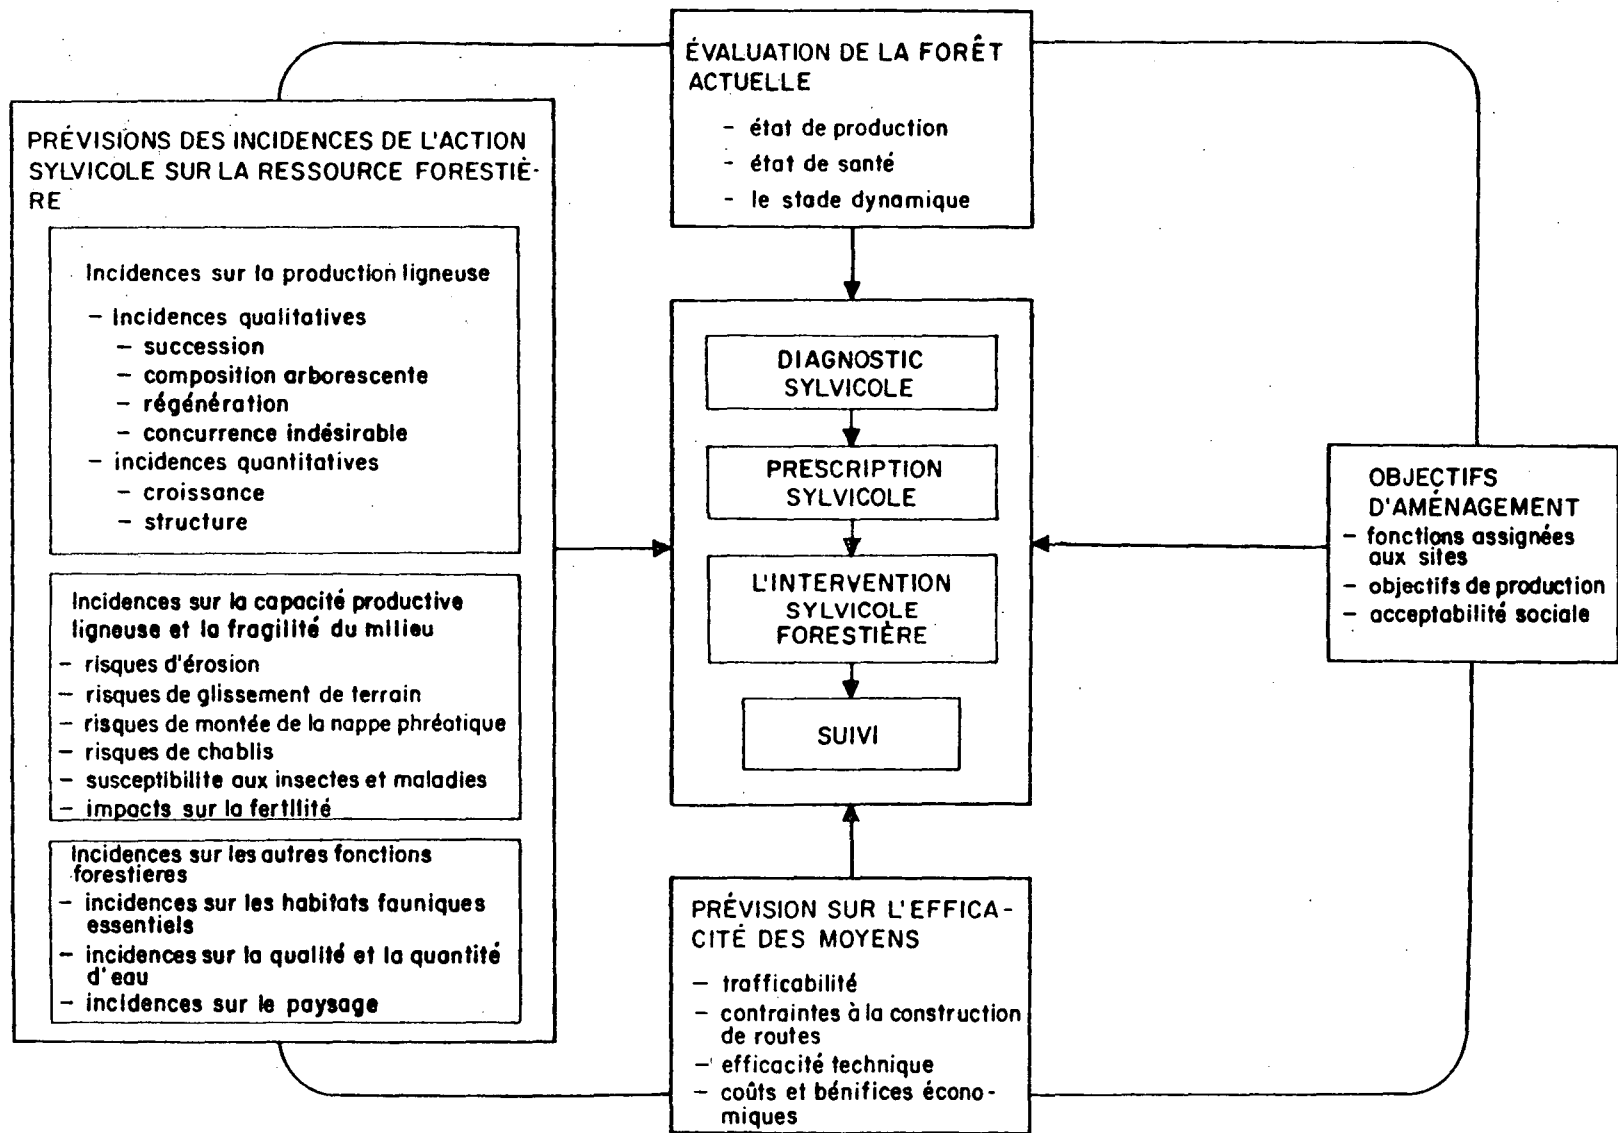 ÉVALUATION DE LA FORÊT
ACTUELLE
- état de production
- état de santé
- le stade dynamique
PRÉVISIONS DES INCIDENCES DE L'ACTION
SYLVICOLE SUR LA RESSOURCE FORESTIÈ-
RE
Incidences sur la production ligneuse
- Incidences qualitatives
- succession
- composition arborescente
- régénération
- concurrence indésirable
- incidences quantitatives
- croissance
- structure
Incidences sur la capacité productive
ligneuse et la fragilité du milieu
- risques d'érosion
- risques de glissement de terrain
- risques de montée de la nappe phréatique
- risques de chablis
- susceptibilite aux insectes et maladies
- impacts sur la fertilité
Incidences sur les autres fonctions
forestieres
- incidences sur les habitats fauniques
essentiels
- incidences sur la qualité et la quantité
d'eau
- incidences sur le paysage
DIAGNOSTIC
SYLVICOLE
PRESCRIPTION
SYLVICOLE
L'INTERVENTION
SYLVICOLE
FORESTIÈRE
SUIVI
OBJECTIFS
D'AMÉNAGEMENT
- fonctions assignées
aux sites
- objectifs de production
- acceptabilité sociale
PRÉVISION SUR L'EFFICA-
CITÉ DES MOYENS
- trafficabilité
- contraintes à la construction
de routes
- efficacité technique
- coûts et bénifices écono-
miques